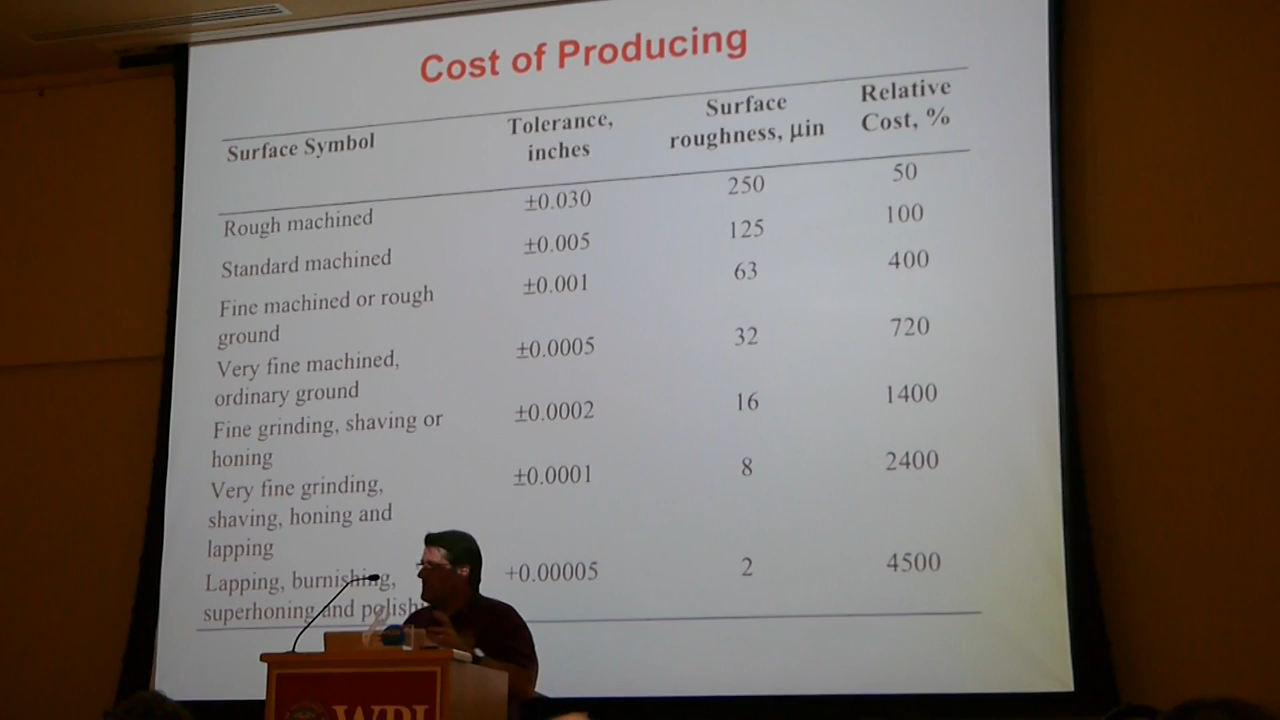 Cost of Producing
Surface Symbol Tolerance, inches Surface roughness, µin Relative Cost, %
Rough machined ±0.030 250 50
Standard machined ±0.005 125 100
Fine machined or rough ground ±0.001 63 400
Very fine machined, ordinary ground ±0.0005 32 720
Fine grinding, shaving or honing ±0.0002 16 1400
Very fine grinding, shaving, honing and lapping ±0.0001 8 2400
Lapping, burnishing, superhoning and +0.00005 2 4500
WPI